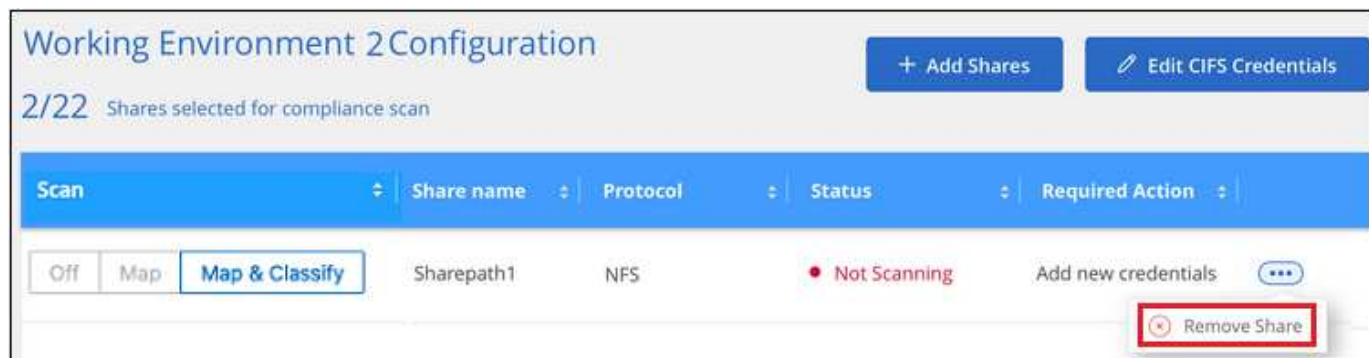 Working Environment 2 Configuration
+ Add Shares
Edit CIFS Credentials
2/22 Shares selected for compliance scan
Scan Share name Protocol Status Required Action
Off Map Map & Classify Sharepath1 NFS Not Scanning Add new credentials
Remove Share